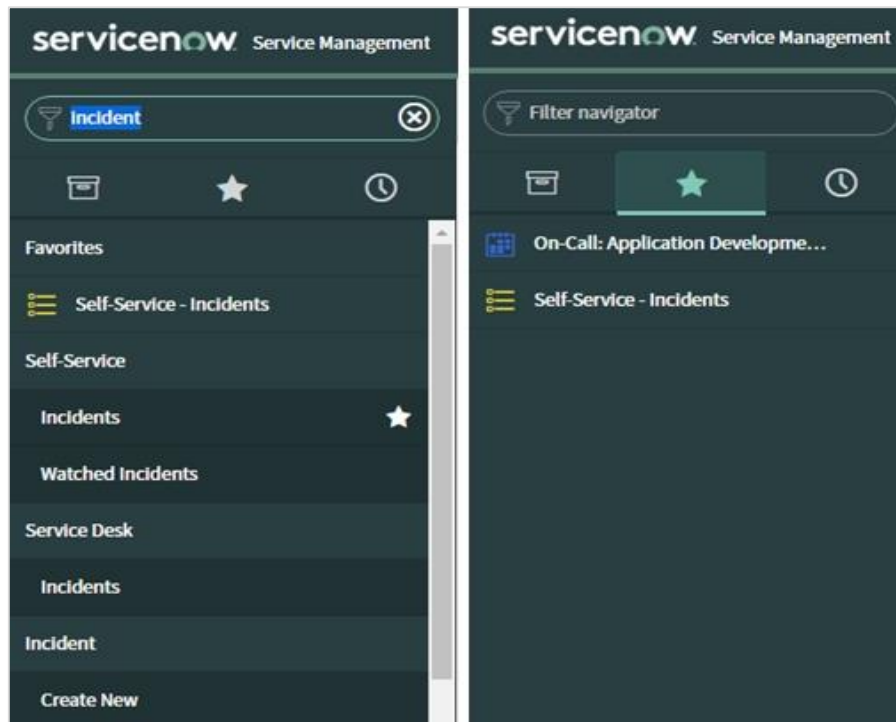 servicenow Service Management
Incident
Favorites
Self-Service - Incidents
Self-Service
Incidents
Watched Incidents
Service Desk
Incidents
Incident
Create New
servicenow Service Management
Filter navigator
On-Call: Application Developme...
Self-Service - Incidents